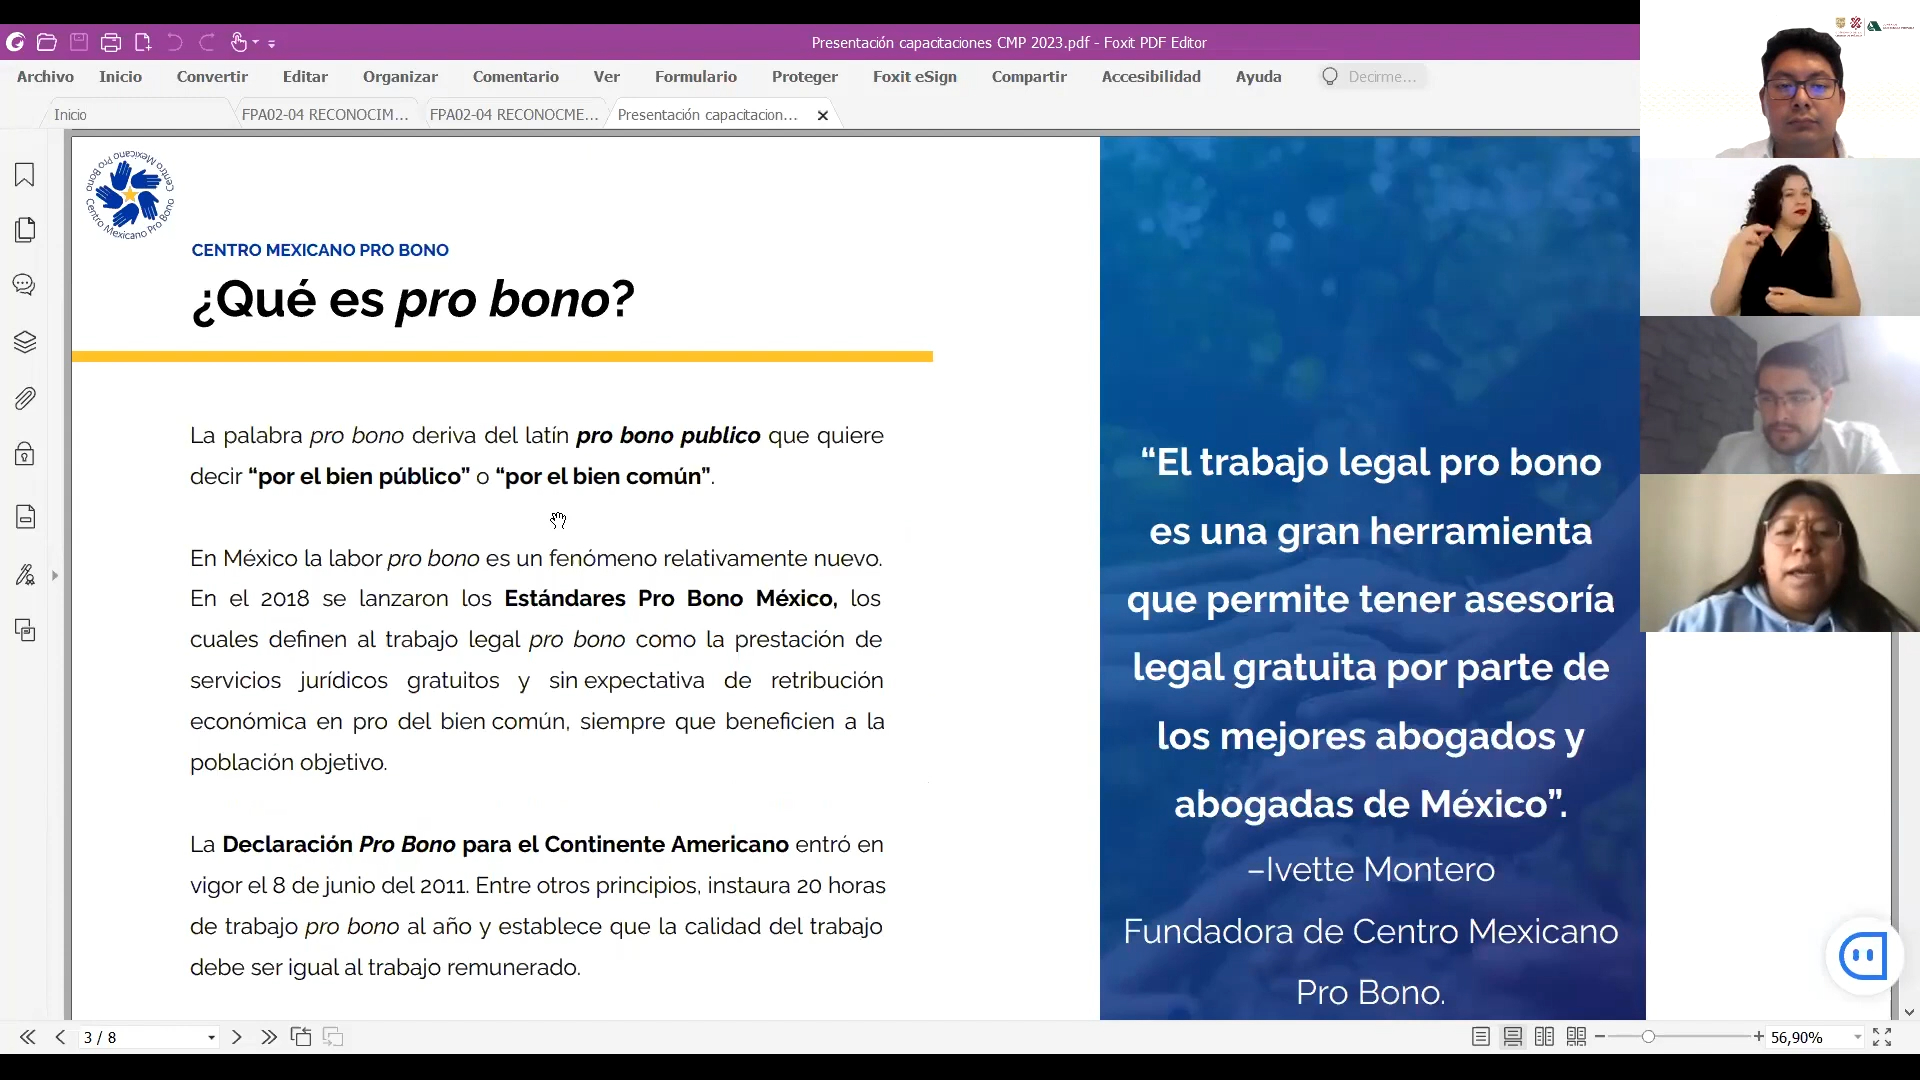 Presentación capacitaciones CMP 2023.pdf - Foxit PDF Editor
Archivo Inicio Convertir Editar Organizar Comentario Ver Formulario Proteger Foxit eSign Compartir Accesibilidad Ayuda Decirme...
Inicio FPA02-04 RECONOCIM... FPA02-04 RECONOCME... Presentación capacitacion...
Centro Mexicano Pro Bono Centro Mexicano Pro Bono
CENTRO MEXICANO PRO BONO
¿Qué es pro bono?
La palabra pro bono deriva del latín pro bono publico que quiere
decir “por el bien público” o “por el bien común”.
En México la labor pro bono es un fenómeno relativamente nuevo.
En el 2018 se lanzaron los Estándares Pro Bono México, los
cuales definen al trabajo legal pro bono como la prestación de
servicios jurídicos gratuitos y sin expectativa de retribución
económica en pro del bien común, siempre que beneficien a la
población objetivo.
La Declaración Pro Bono para el Continente Americano entró en
vigor el 8 de junio del 2011. Entre otros principios, instaura 20 horas
de trabajo pro bono al año y establece que la calidad del trabajo
debe ser igual al trabajo remunerado.
“El trabajo legal pro bono
es una gran herramienta
que permite tener asesoría
legal gratuita por parte de
los mejores abogados y
abogadas de México”.
–Ivette Montero
Fundadora de Centro Mexicano
Pro Bono.
3 / 8
56,90%